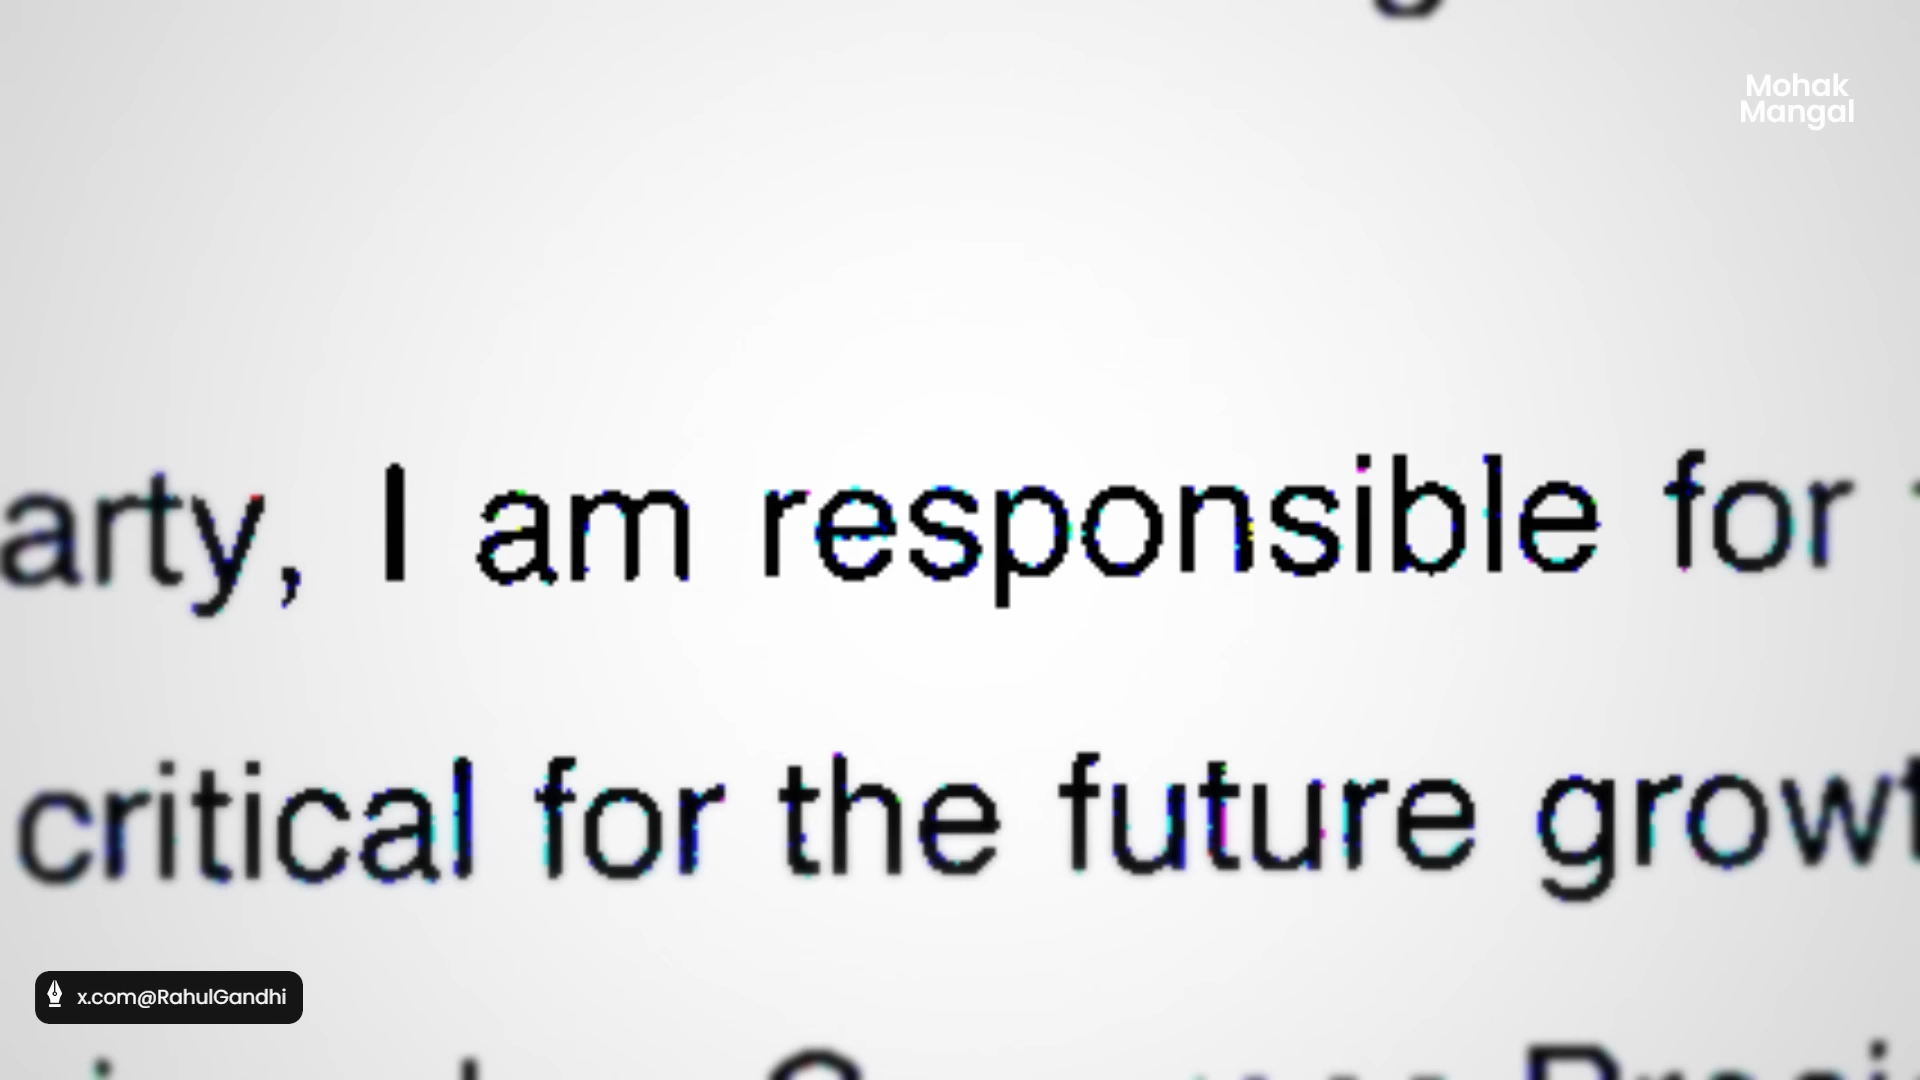 Mohak
Mangal
arty, I am responsible for
critical for the future growt
x.com@RahulGandhi